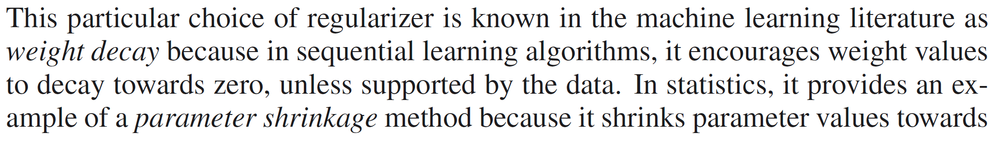 This particular choice of regularizer is known in the machine learning literature as
weight decay because in sequential learning algorithms, it encourages weight values
to decay towards zero, unless supported by the data. In statistics, it provides an ex-
ample of a parameter shrinkage method because it shrinks parameter values towards